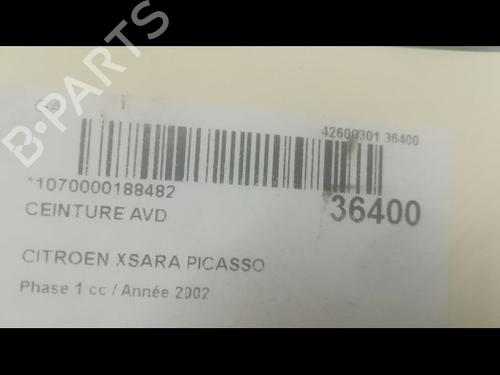 B-PARTS
42600301 36400
*1070000188482
36400
CEINTURE AVD
CITROEN XSARA PICASSO
Phase 1 cc / Année 2002